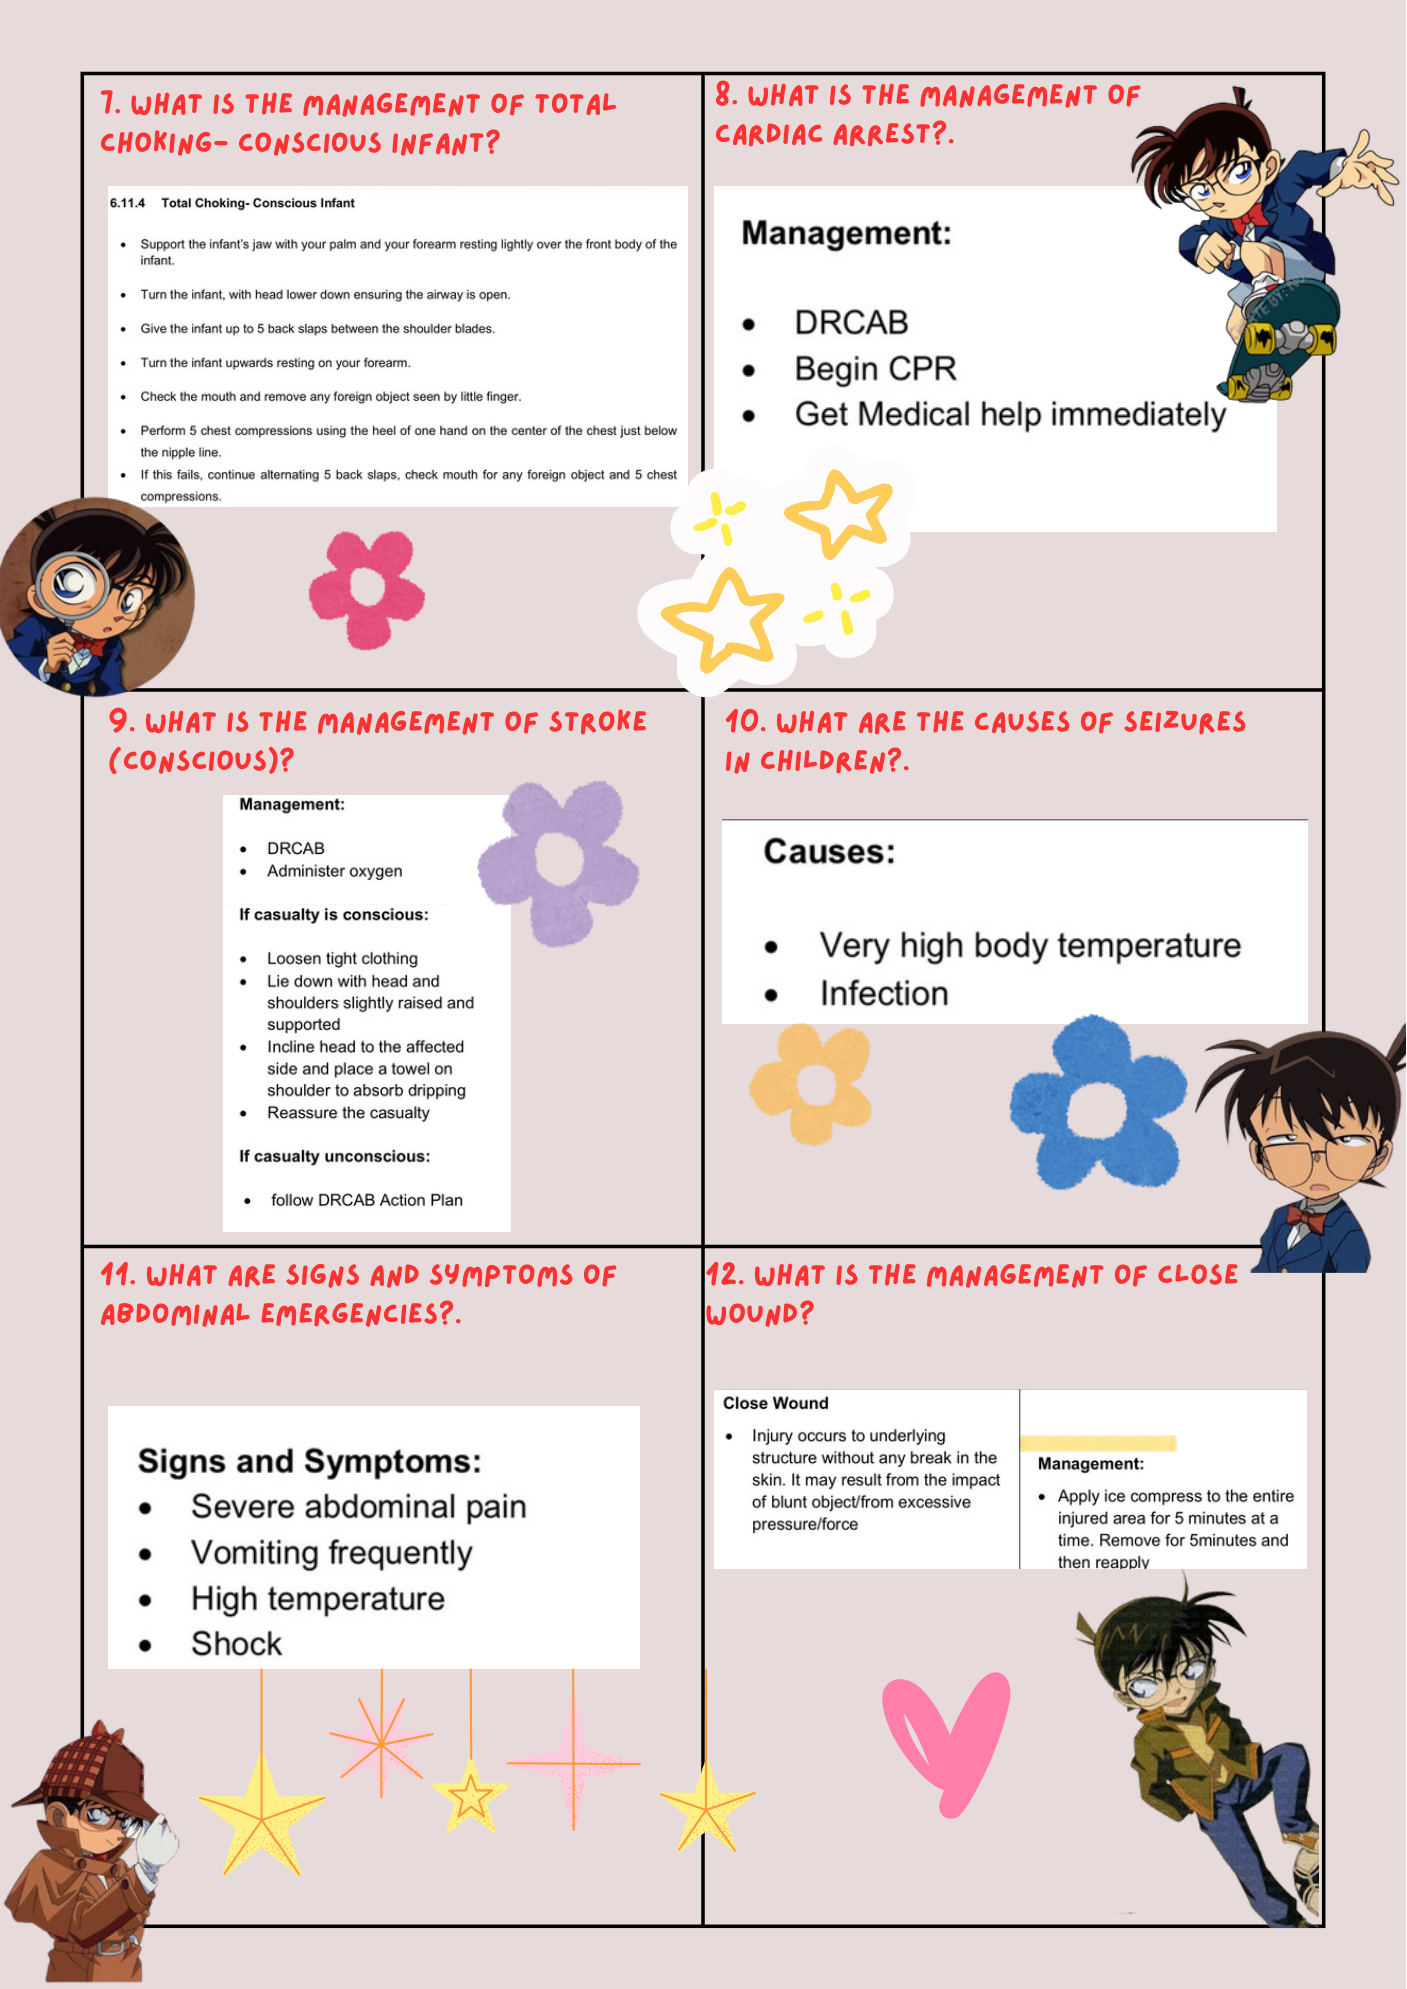 7. WHAT IS THE MANAGEMENT OF TOTAL
CHOKING- CONSCIOUS INFANT?
6.11.4 Total Choking- Conscious Infant
• Support the infant's jaw with your palm and your forearm resting lightly over the front body of the
infant.
• Turn the infant, with head lower down ensuring the airway is open.
• Give the infant up to 5 back slaps between the shoulder blades.
• Turn the infant upwards resting on your forearm.
• Check the mouth and remove any foreign object seen by little finger.
• Perform 5 chest compressions using the heel of one hand on the center of the chest just below
the nipple line.
• If this fails, continue alternating 5 back slaps, check mouth for any foreign object and 5 chest
compressions.
8. WHAT IS THE MANAGEMENT OF
CARDIAC ARREST?.
Management:
• DRCAB
• Begin CPR
• Get Medical help immediately
9. WHAT IS THE MANAGEMENT OF STROKE
(CONSCIOUS)?
Management:
• DRCAB
• Administer oxygen
If casualty is conscious:
• Loosen tight clothing
• Lie down with head and
shoulders slightly raised and
supported
• Incline head to the affected
side and place a towel on
shoulder to absorb dripping
• Reassure the casualty
If casualty unconscious:
• follow DRCAB Action Plan
10. WHAT ARE THE CAUSES OF SEIZURES
IN CHILDREN?.
Causes:
• Very high body temperature
• Infection
11. WHAT ARE SIGNS AND SYMPTOMS OF
ABDOMINAL EMERGENCIES?.
Signs and Symptoms:
• Severe abdominal pain
• Vomiting frequently
• High temperature
• Shock
12. WHAT IS THE MANAGEMENT OF CLOSE
WOUND?
Close Wound
• Injury occurs to underlying
structure without any break in the
skin. It may result from the impact
of blunt object/from excessive
pressure/force
Management:
• Apply ice compress to the entire
injured area for 5 minutes at a
time. Remove for 5minutes and
then reapply